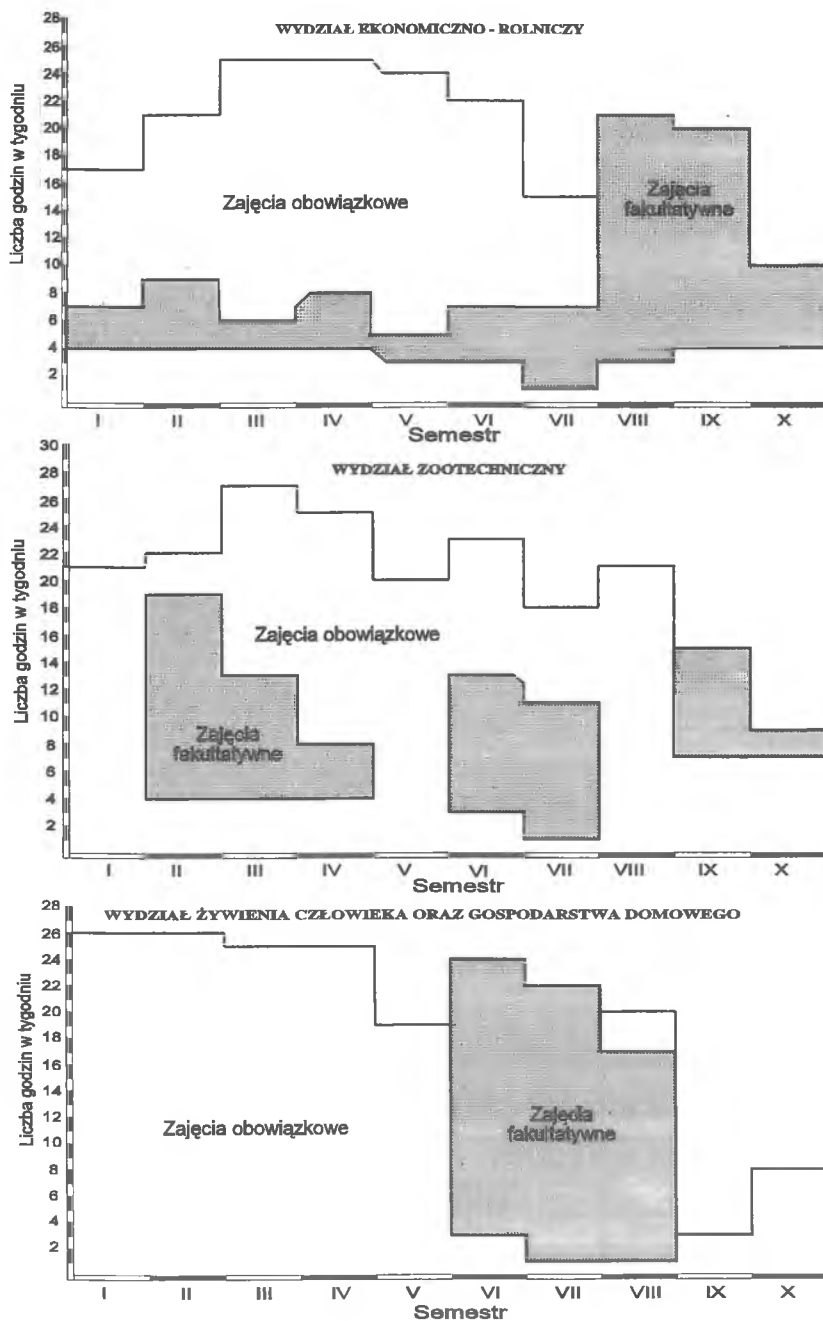 WYDZIAŁ EKONOMICZNO - ROLNICZY
Liczba godzin w tygodniu
28
26
24
22
20
18
16
14
12
10
8
6
4
2
Zajęcia obowiązkowe
Zajęcia
fakultatywne
I II III IV V VI VII VIII IX X
Semestr
WYDZIAŁ ZOOTECHNICZNY
Liczba godzin w tygodniu
30
28
26
24
22
20
18
16
14
12
10
8
6
4
2
Zajęcia obowiązkowe
Zajęcia
fakultatywne
I II III IV V VI VII VIII IX X
Semestr
WYDZIAŁ ŻYWIENIA CZŁOWIEKA ORAZ GOSPODARSTWA DOMOWEGO
Liczba godzin w tygodniu
28
26
24
22
20
18
16
14
12
10
8
6
4
2
Zajęcia obowiązkowe
Zajęcia
fakultatywne
I II III IV V VI VII VIII IX X
Semestr